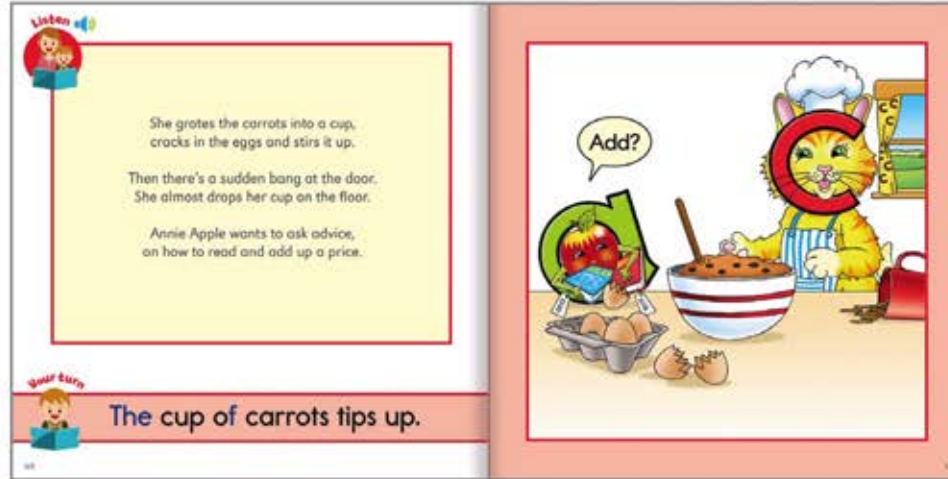 Listen
She grates the carrots into a cup,
cracks in the eggs and stirs it up.
Then there's a sudden bang at the door.
She almost drops her cup on the floor.
Annie Apple wants to ask advice,
on how to read and add up a price.
Your turn
The cup of carrots tips up.
Add?
a
c